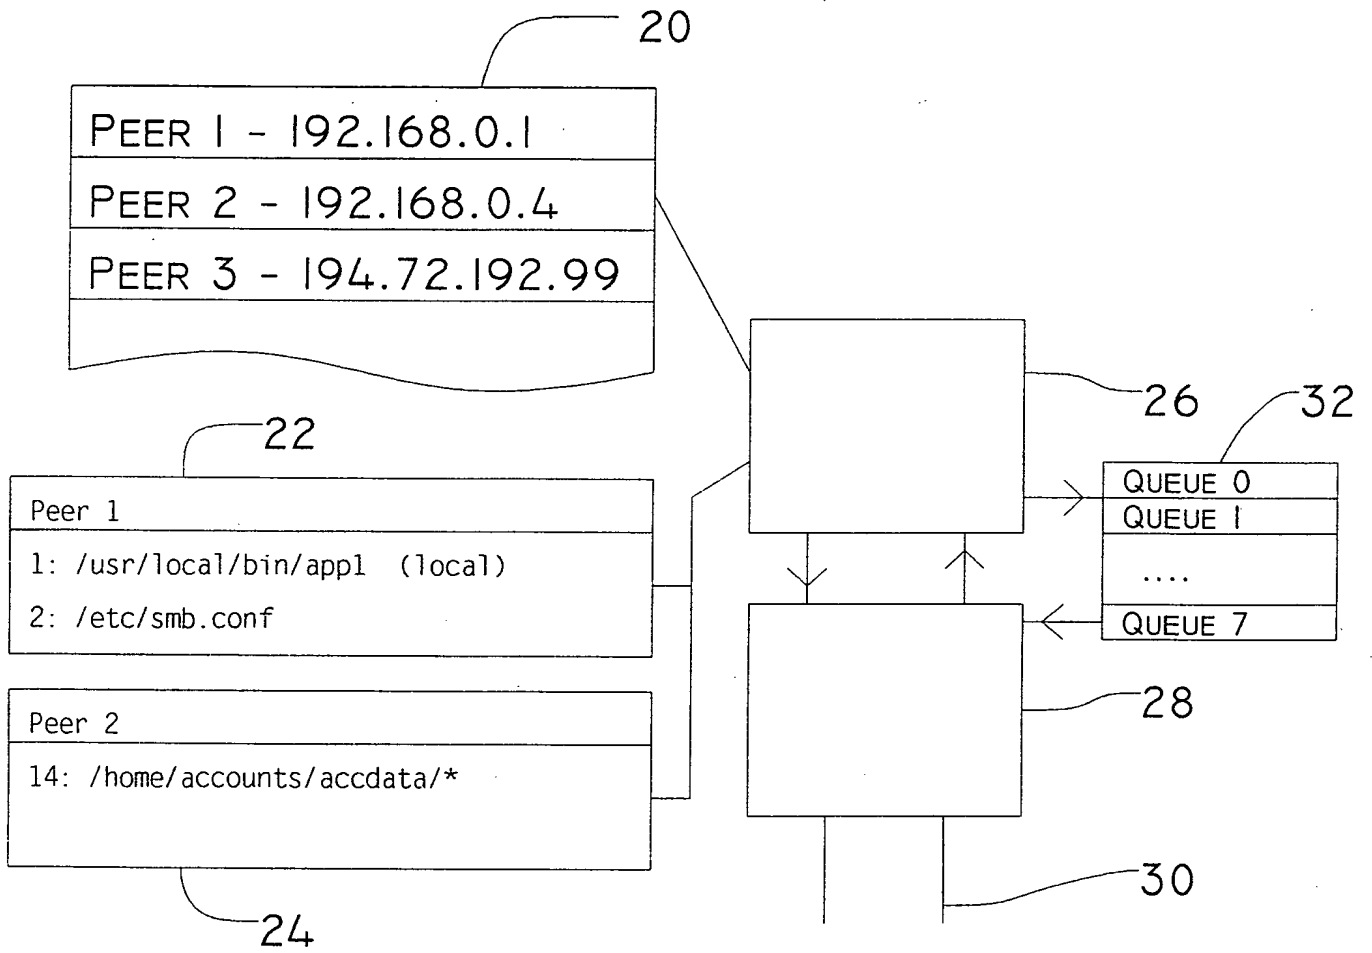 20
PEER 1 - 192.168.0.1
PEER 2 - 192.168.0.4
PEER 3 - 194.72.192.99
26
32
22
QUEUE 0
QUEUE 1
....
QUEUE 7
Peer 1
1: /usr/local/bin/app1 (local)
2: /etc/smb.conf
28
Peer 2
14: /home/accounts/accdata/*
30
24